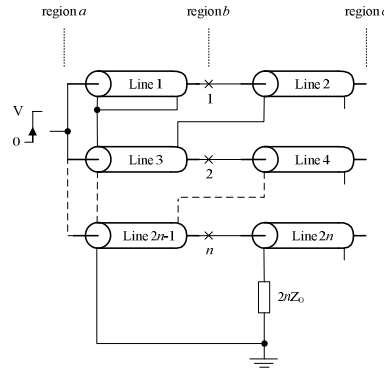 region a
region b
region c
Line 1
1
Line 2
V
0
Line 3
2
Line 4
Line 2n-1
n
Line 2n
2nZ₀